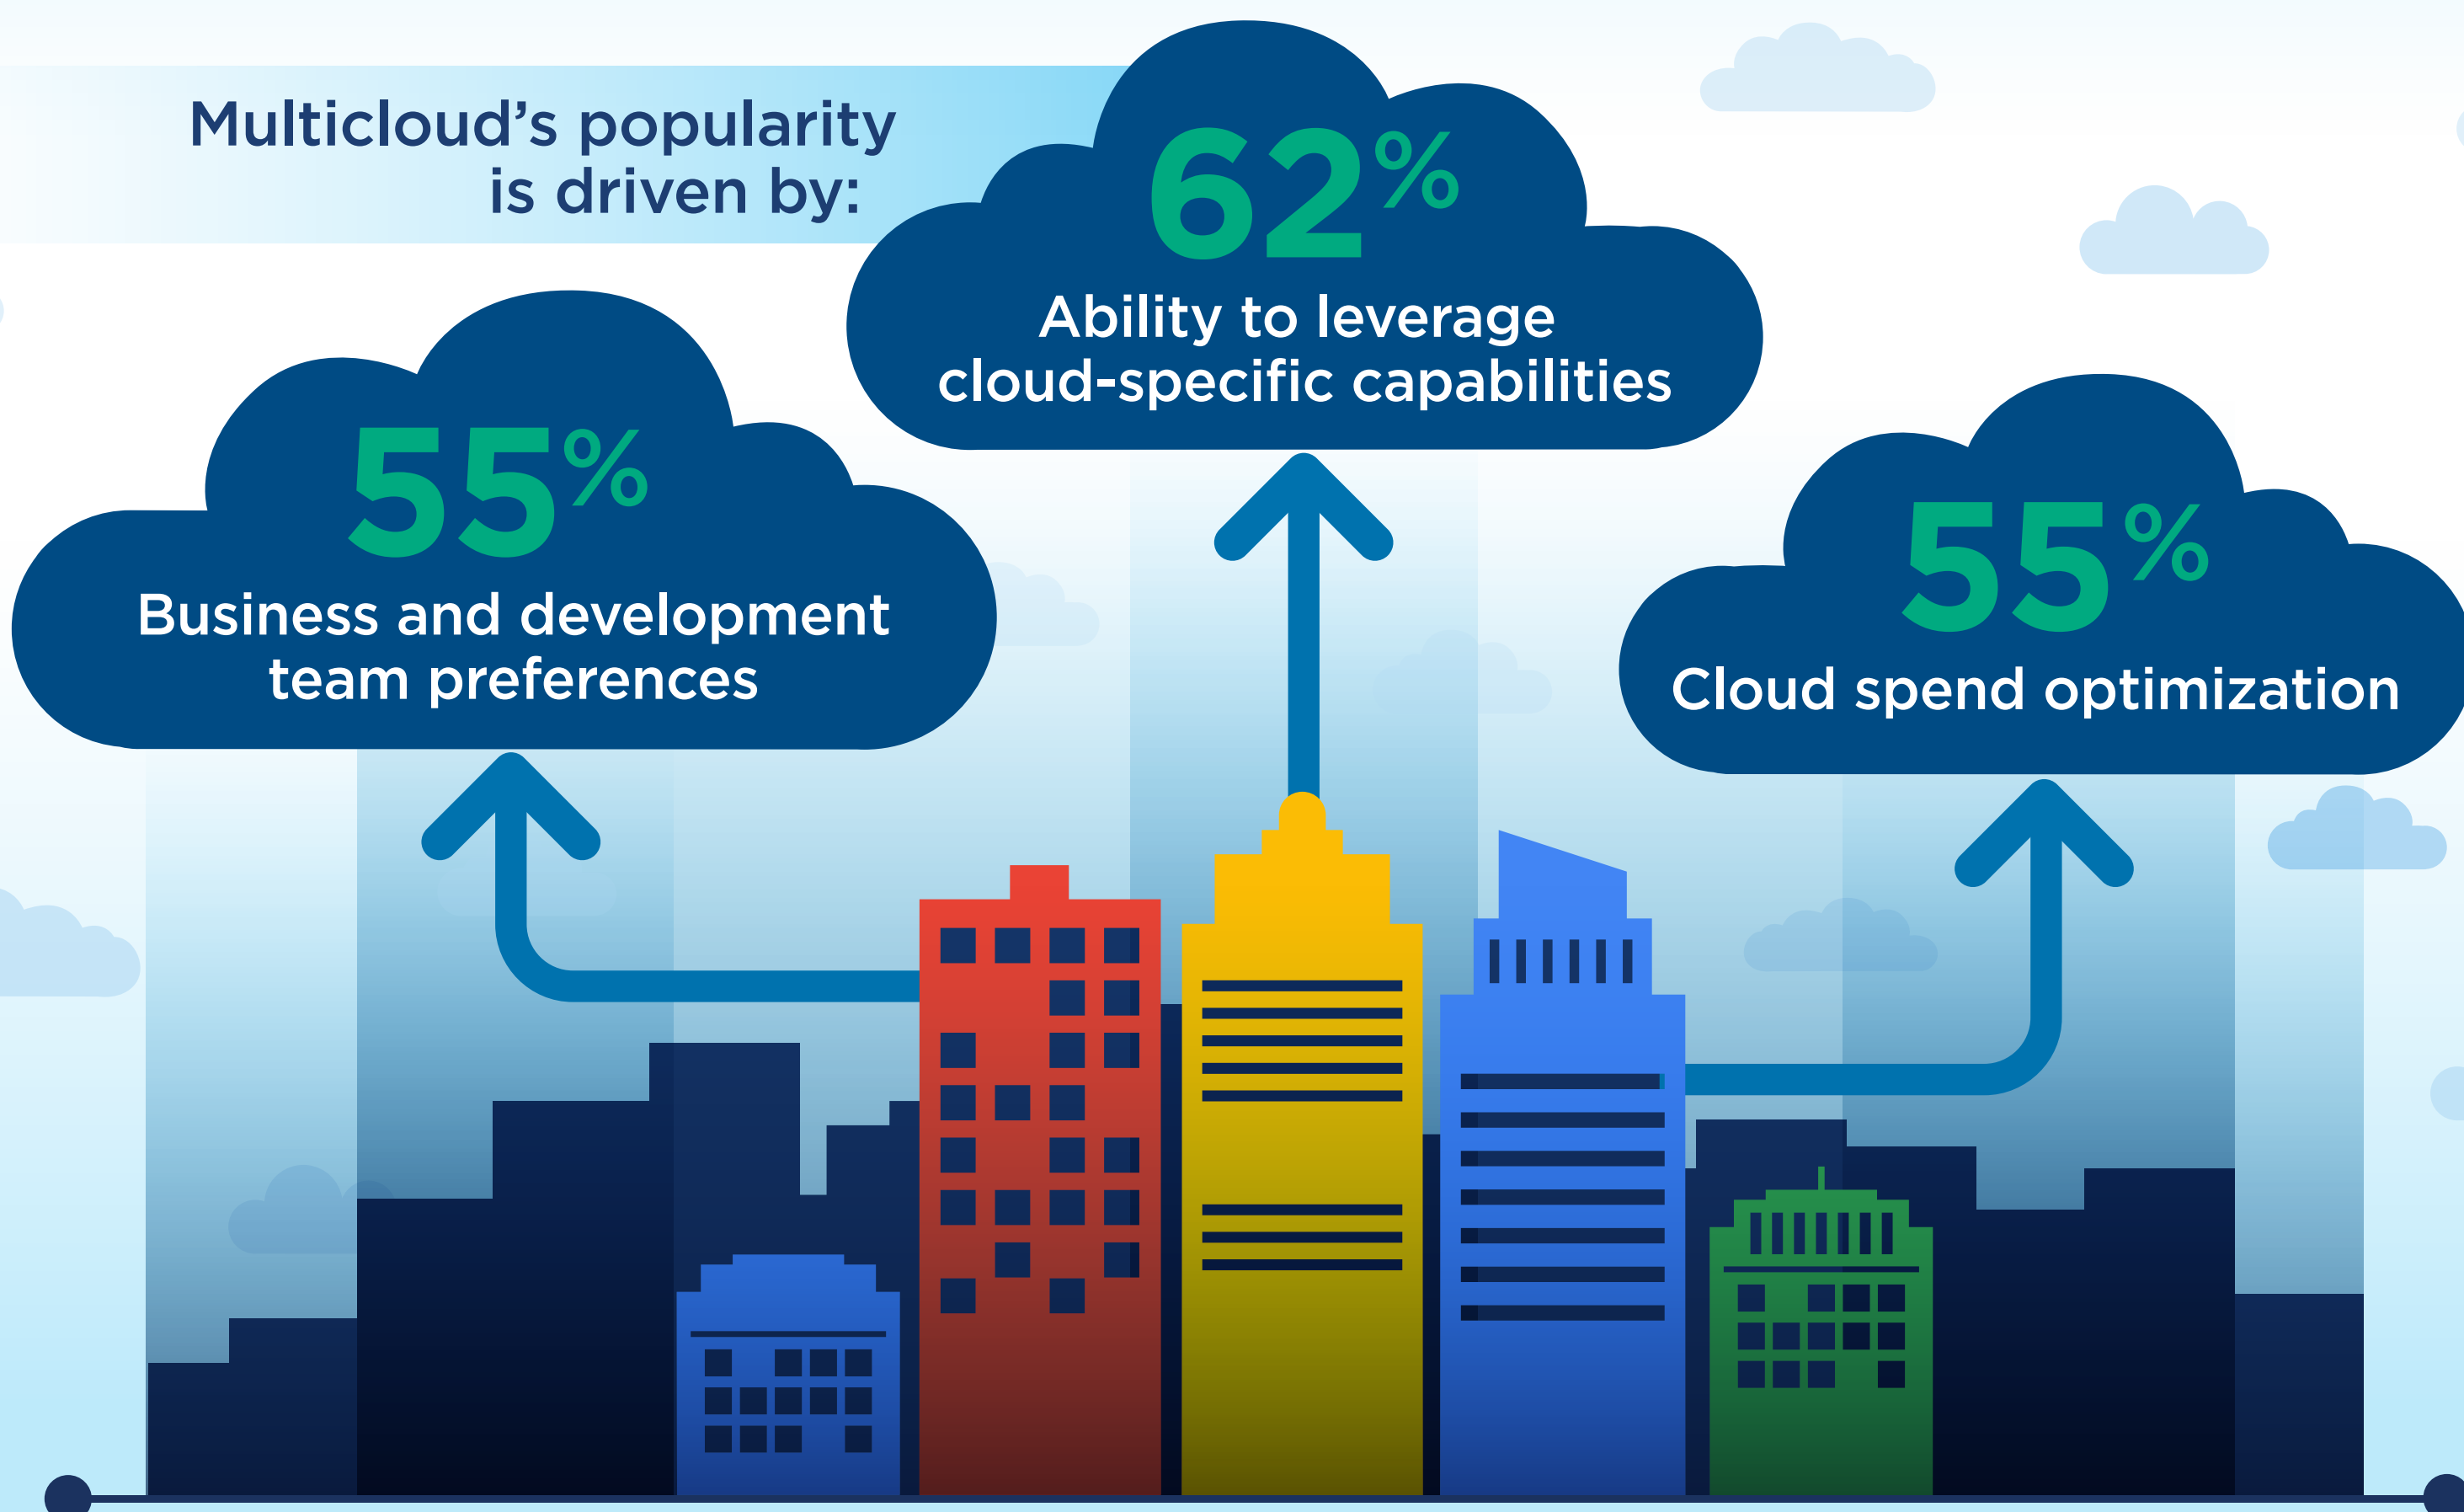 Multicloud's popularity
is driven by:
62%
Ability to leverage
cloud-specific capabilities
55%
Business and development
team preferences
55%
Cloud spend optimization